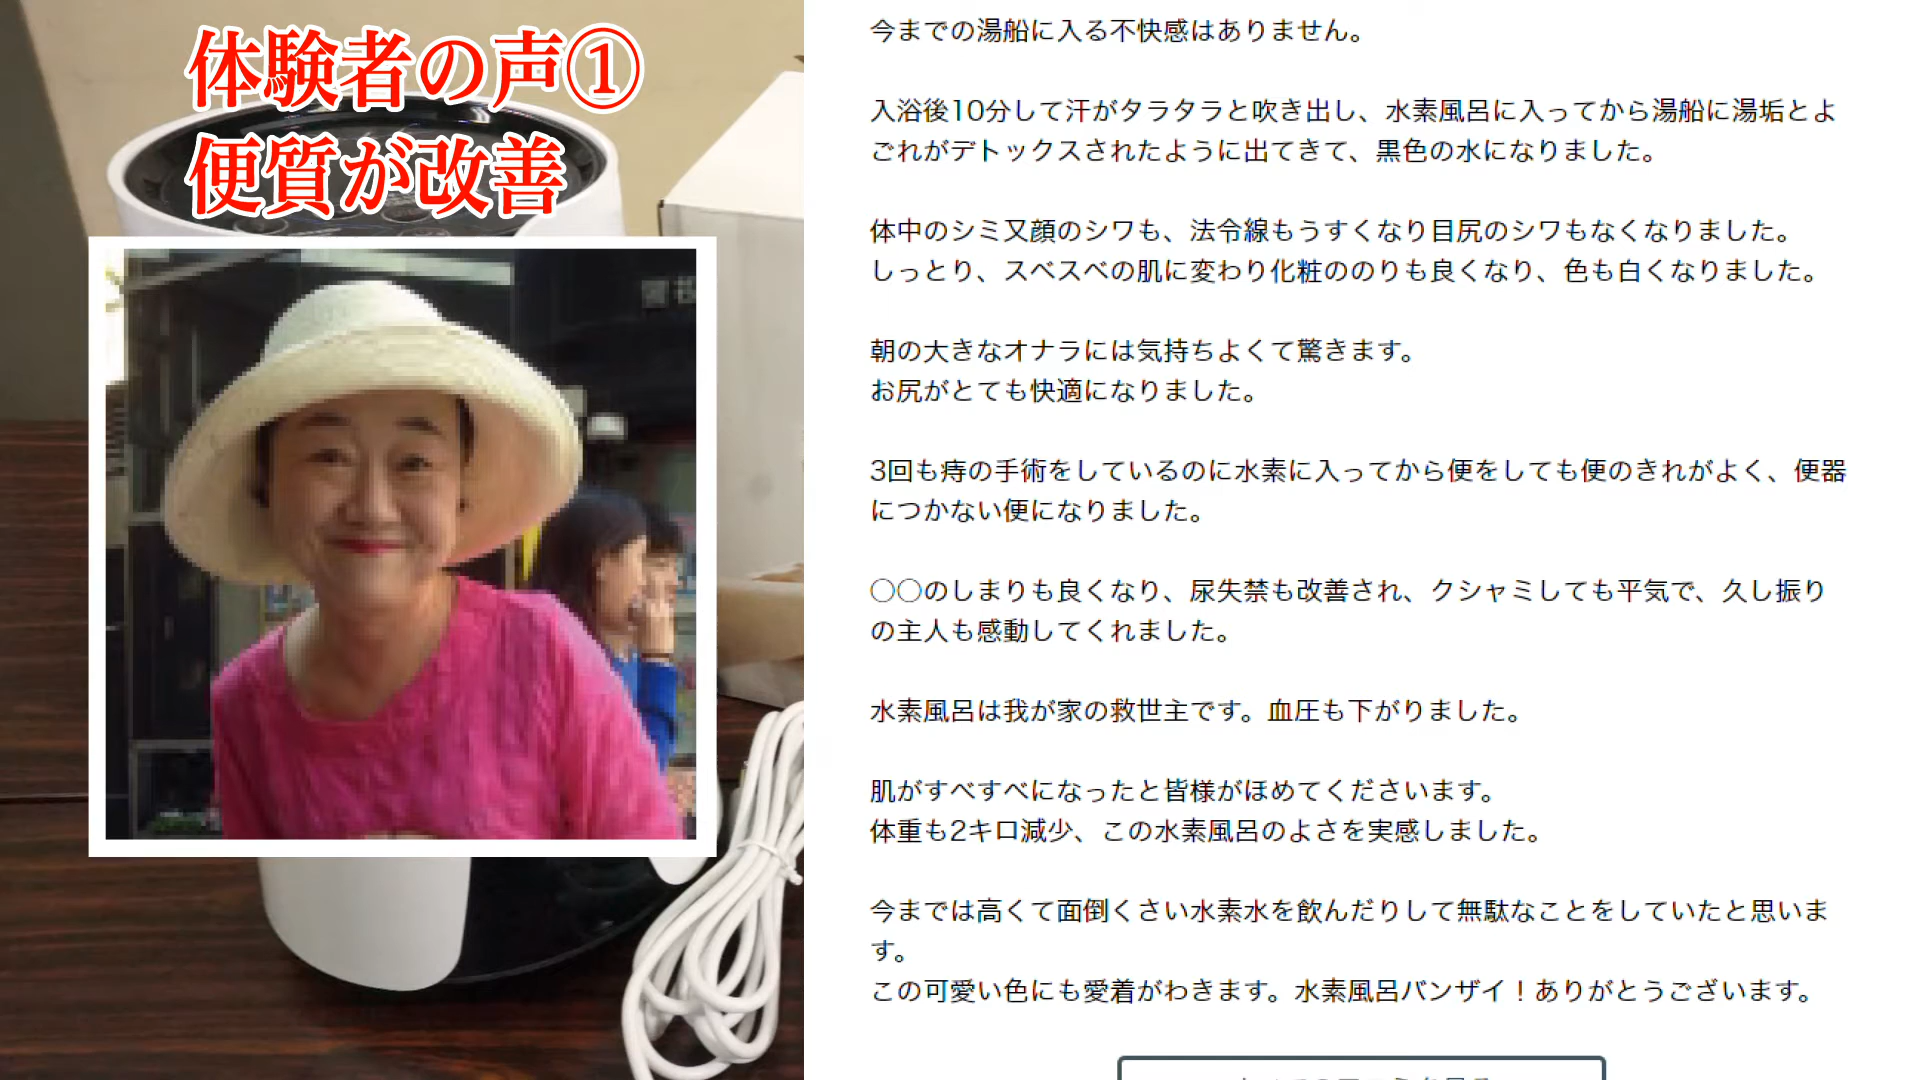 体験者の声①
便質が改善
今までの湯船に入る不快感はありません。
入浴後10分して汗がタラタラと吹き出し、水素風呂に入ってから湯船に湯垢とよ
ごれがデトックスされたように出てきて、黒色の水になりました。
体中のシミ又顔のシワも、法令線もうすくなり目尻のシワもなくなりました。
しっとり、スベスベの肌に変わり化粧ののりも良くなり、色も白くなりました。
朝の大きなオナラには気持ちよくて驚きます。
お尻がとても快適になりました。
3回も痔の手術をしているのに水素に入ってから便をしても便のきれがよく、便器
につかない便になりました。
〇〇のしまりも良くなり、尿失禁も改善され、クシャミしても平気で、久し振り
の主人も感動してくれました。
水素風呂は我が家の救世主です。血圧も下がりました。
肌がすべすべになったと皆様がほめてくださいます。
体重も2キロ減少、この水素風呂のよさを実感しました。
今までは高くて面倒くさい水素水を飲んだりして無駄なことをしていたと思いま
す。
この可愛い色にも愛着がわきます。水素風呂バンザイ！ありがとうございます。